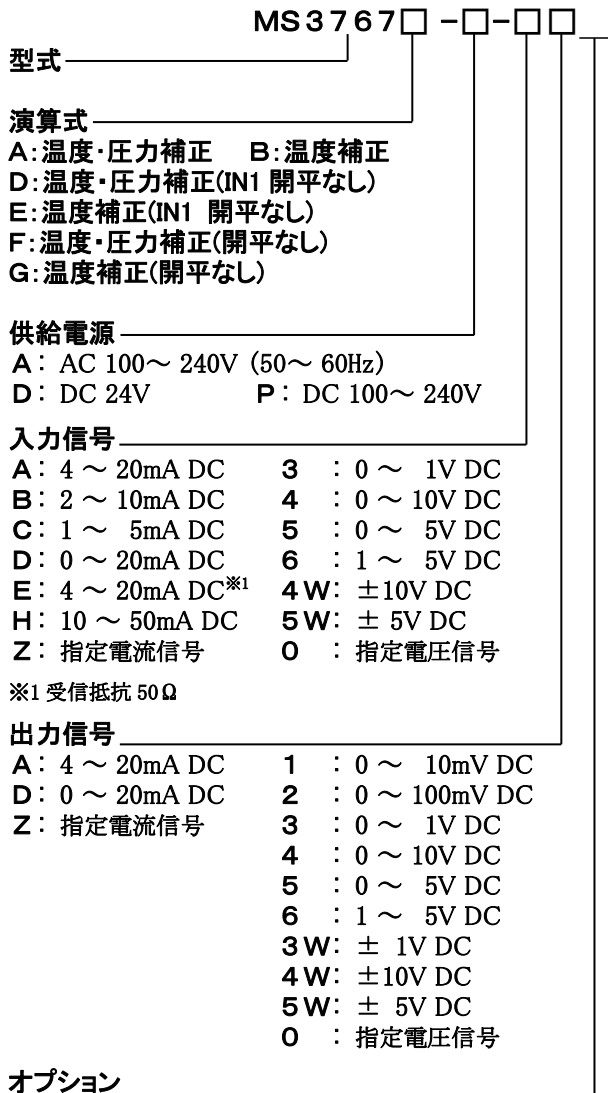 MS3767□ -□-□□
型式
演算式
A:温度・圧力補正 B:温度補正
D:温度・圧力補正(IN1 開平なし)
E:温度補正(IN1 開平なし)
F:温度・圧力補正(開平なし)
G:温度補正(開平なし)
供給電源
A: AC 100～ 240V (50～ 60Hz)
D: DC 24V P: DC 100～ 240V
入力信号
A: 4 ～ 20mA DC 3 : 0 ～ 1V DC
B: 2 ～ 10mA DC 4 : 0 ～ 10V DC
C: 1 ～ 5mA DC 5 : 0 ～ 5V DC
D: 0 ～ 20mA DC 6 : 1 ～ 5V DC
E: 4 ～ 20mA DC※1 4W: ±10V DC
H: 10 ～ 50mA DC 5W: ± 5V DC
Z: 指定電流信号 0 : 指定電圧信号
※1 受信抵抗 50Ω
出力信号
A: 4 ～ 20mA DC 1 : 0 ～ 10mV DC
D: 0 ～ 20mA DC 2 : 0 ～ 100mV DC
Z: 指定電流信号 3 : 0 ～ 1V DC
4 : 0 ～ 10V DC
5 : 0 ～ 5V DC
6 : 1 ～ 5V DC
3W: ± 1V DC
4W: ±10V DC
5W: ± 5V DC
0 : 指定電圧信号
オプション